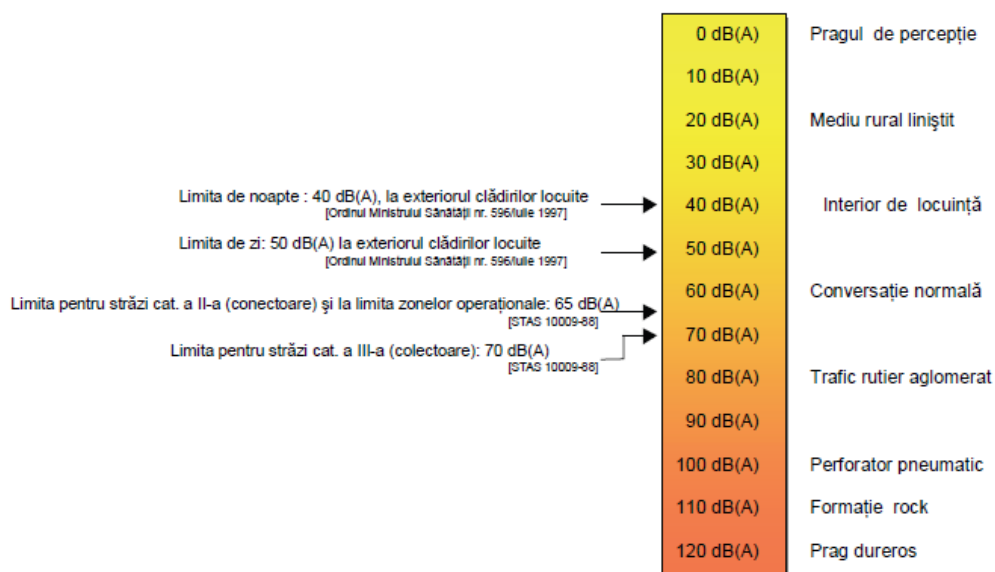 0 dB(A) Pragul de percepție
10 dB(A)
20 dB(A) Mediu rural liniştit
30 dB(A)
Limita de noapte : 40 dB(A), la exteriorul clădirilor locuite
[Ordinul Ministrului Sănătății nr. 596/iulie 1997]
40 dB(A) Interior de locuință
Limita de zi: 50 dB(A) la exteriorul clădirilor locuite
[Ordinul Ministrului Sănătății nr. 596/iulie 1997]
50 dB(A)
60 dB(A) Conversație normală
Limita pentru străzi cat. a II-a (conectoare) şi la limita zonelor operaționale: 65 dB(A)
[STAS 10009-88]
70 dB(A)
Limita pentru străzi cat. a III-a (colectoare): 70 dB(A)
[STAS 10009-88]
80 dB(A) Trafic rutier aglomerat
90 dB(A)
100 dB(A) Perforator pneumatic
110 dB(A) Formație rock
120 dB(A) Prag dureros